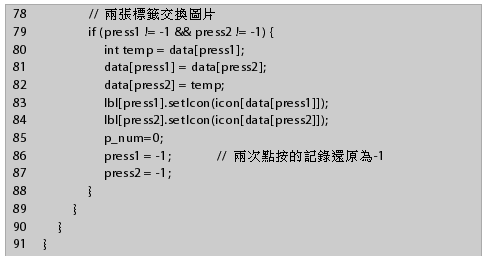 78 // 兩張標籤交換圖片
79 if (press1 != -1 && press2 != -1) {
80 int temp = data[press1];
81 data[press1] = data[press2];
82 data[press2] = temp;
83 lbl[press1].setIcon(icon[data[press1]]);
84 lbl[press2].setIcon(icon[data[press2]]);
85 p_num=0;
86 press1 = -1; // 兩次點按的記錄還原為-1
87 press2 = -1;
88 }
89 }
90 }
91 }